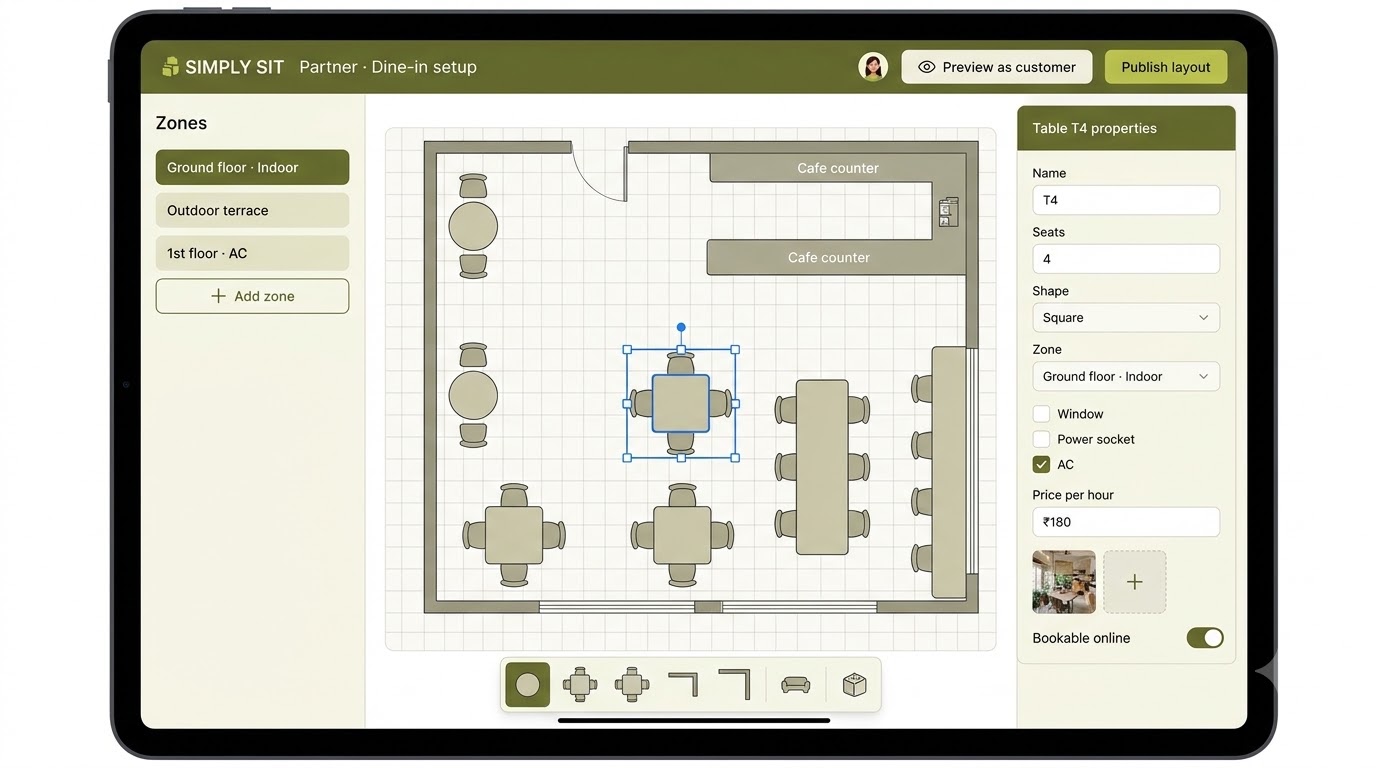 SIMPLY SIT Partner · Dine-in setup
Preview as customer
Publish layout
Zones
Ground floor · Indoor
Outdoor terrace
1st floor · AC
+ Add zone
Cafe counter
Cafe counter
Table T4 properties
Name
T4
Seats
4
Shape
Square
Zone
Ground floor · Indoor
Window
Power socket
AC
Price per hour
₹180
Bookable online